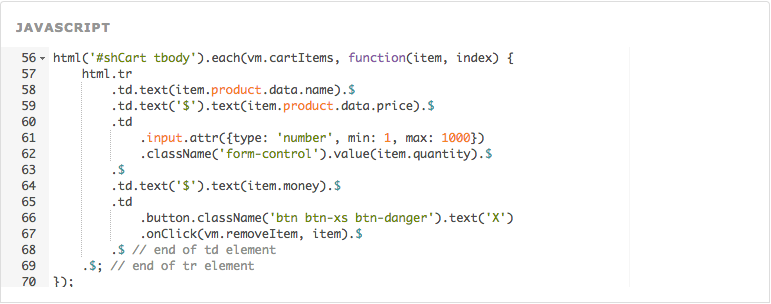 JAVASCRIPT
56 html('#shCart tbody').each(vm.cartItems, function(item, index) {
57     html.tr
58         .td.text(item.product.data.name).$
59         .td.text('$').text(item.product.data.price).$
60         .td
61             .input.attr({type: 'number', min: 1, max: 1000})
62             .className('form-control').value(item.quantity).$
63         .$
64         .td.text('$').text(item.money).$
65         .td
66             .button.className('btn btn-xs btn-danger').text('X')
67             .onClick(vm.removeItem, item).$
68         .$ // end of td element
69     .$; // end of tr element
70 });